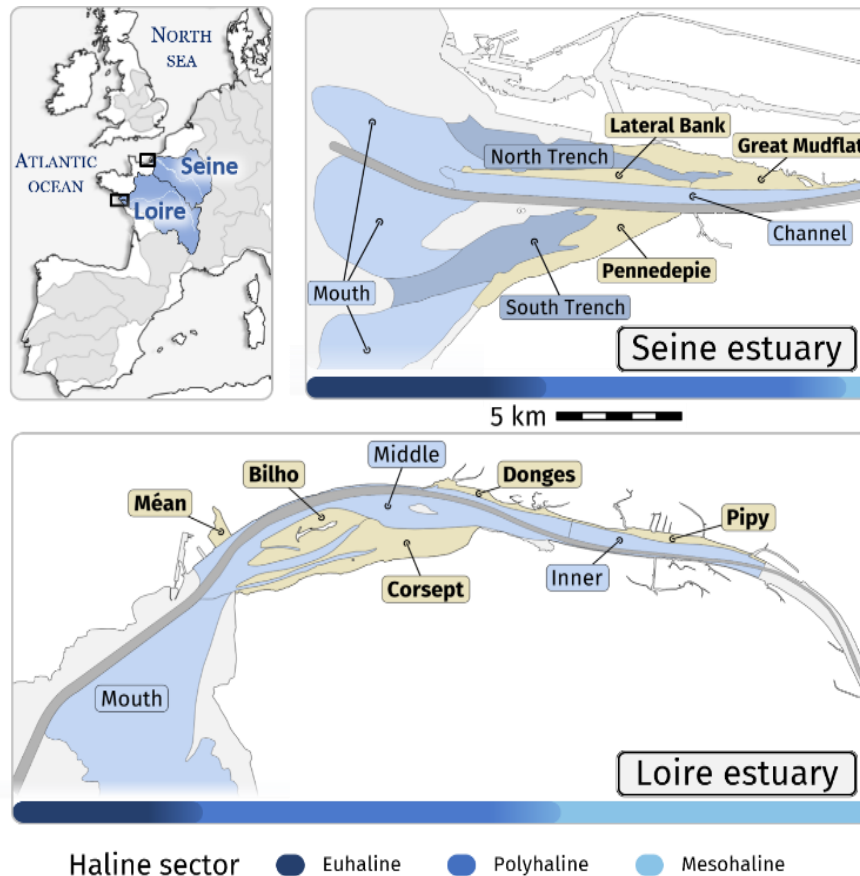 NORTH
SEA
ATLANTIC
OCEAN
Seine
Loire
Lateral Bank
North Trench
Great Mudflat
Channel
Pennedepie
Mouth
South Trench
Seine estuary
5 km
Middle
Bilho
Donges
Méan
Pipy
Inner
Corsept
Mouth
Loire estuary
Haline sector
Euhaline
Polyhaline
Mesohaline